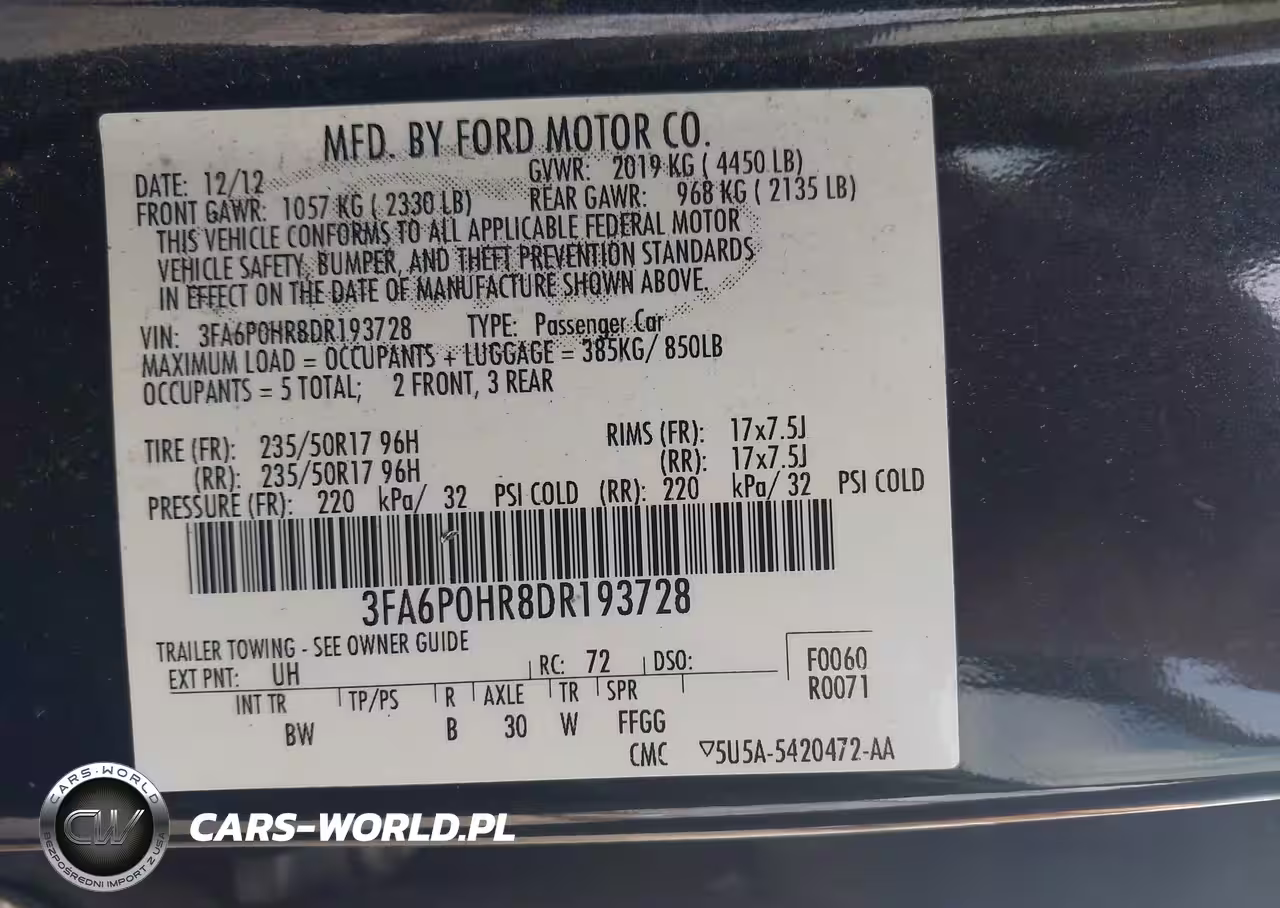 MFD. BY FORD MOTOR CO.
DATE: 12/12 GVWR: 2019 KG ( 4450 LB)
FRONT GAWR: 1057 KG ( 2330 LB) REAR GAWR: 968 KG ( 2135 LB)
THIS VEHICLE CONFORMS TO ALL APPLICABLE FEDERAL MOTOR
VEHICLE SAFETY, BUMPER, AND THEFT PREVENTION STANDARDS
IN EFFECT ON THE DATE OF MANUFACTURE SHOWN ABOVE.
VIN: 3FA6P0HR8DR193728 TYPE: Passenger Car
MAXIMUM LOAD = OCCUPANTS + LUGGAGE = 385KG/ 850LB
OCCUPANTS = 5 TOTAL; 2 FRONT, 3 REAR
TIRE (FR): 235/50R17 96H RIMS (FR): 17x7.5J
(RR): 235/50R17 96H (RR): 17x7.5J
PRESSURE (FR): 220 kPa/ 32 PSI COLD (RR): 220 kPa/ 32 PSI COLD
3FA6P0HR8DR193728
TRAILER TOWING - SEE OWNER GUIDE
EXT PNT: UH RC: 72 DSO: F0060
R0071
INT TR TP/PS R AXLE TR SPR
BW B 30 W FFGG
CMC ▽5U5A-5420472-AA
CARS-WORLD
CW
BEZPOŚREDNI IMPORT Z USA
CARS-WORLD.PL